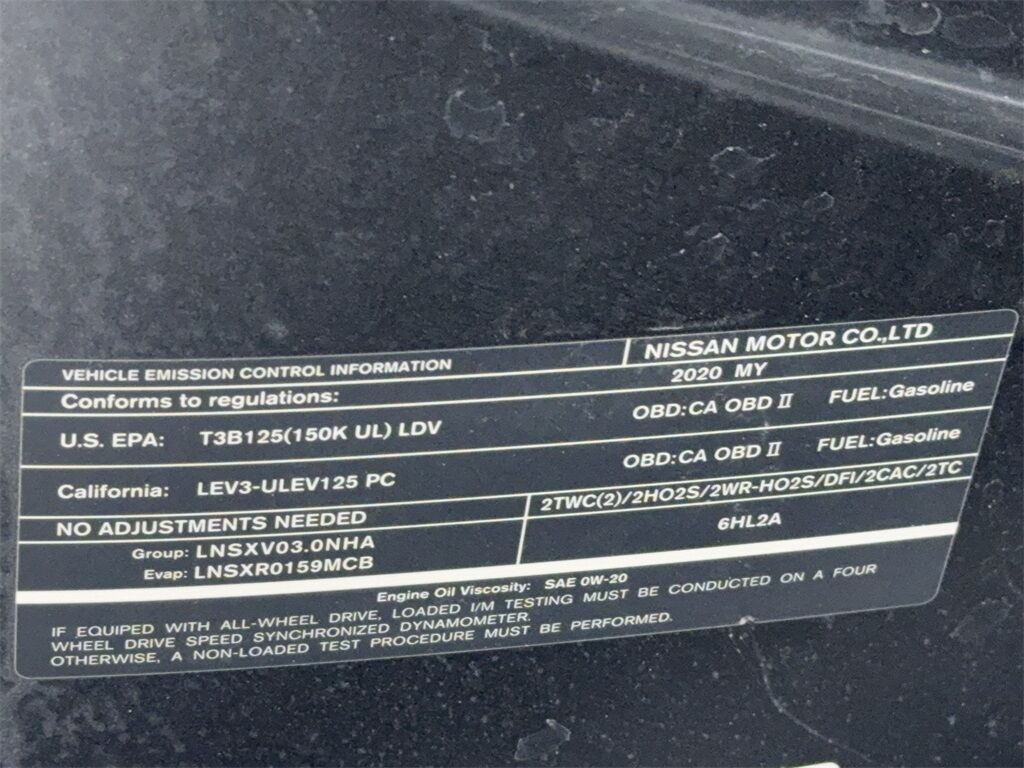 VEHICLE EMISSION CONTROL INFORMATION NISSAN MOTOR CO.,LTD
Conforms to regulations: 2020 MY
U.S. EPA: T3B125(150K UL) LDV OBD:CA OBD II FUEL:Gasoline
California: LEV3-ULEV125 PC OBD:CA OBD II FUEL:Gasoline
NO ADJUSTMENTS NEEDED 2TWC(2)/2HO2S/2WR-HO2S/DFI/2CAC/2TC
Group: LNSXV03.0NHA 6HL2A
Evap: LNSXR0159MCB
Engine Oil Viscosity: SAE 0W-20
IF EQUIPED WITH ALL-WHEEL DRIVE, LOADED I/M TESTING MUST BE CONDUCTED ON A FOUR
WHEEL DRIVE SPEED SYNCHRONIZED DYNAMOMETER.
OTHERWISE, A NON-LOADED TEST PROCEDURE MUST BE PERFORMED.